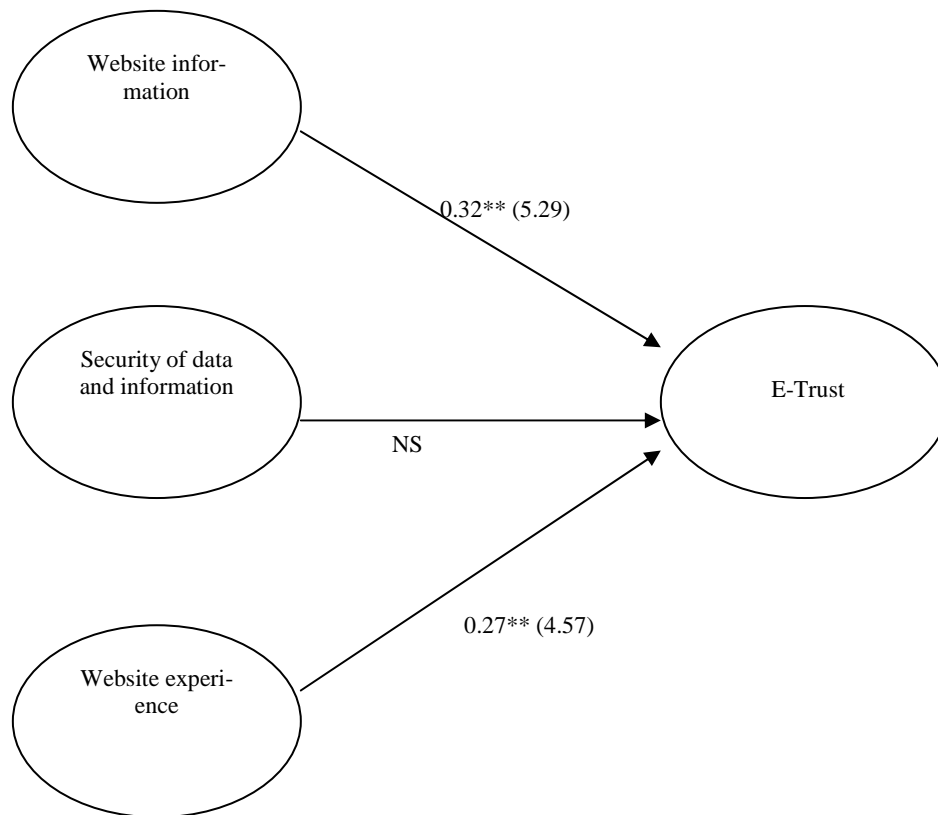 Website infor-
mation
0.32** (5.29)
Security of data
and information
E-Trust
NS
0.27** (4.57)
Website experi-
ence